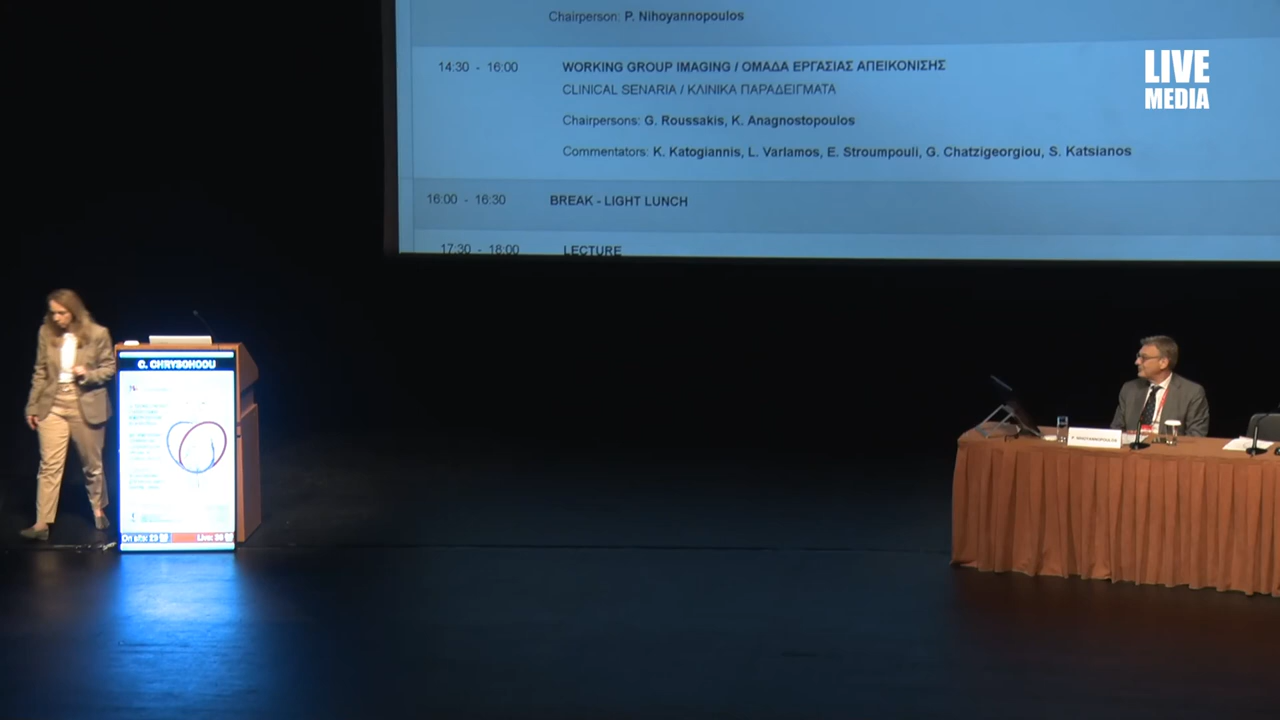 Chairperson: P. Nihoyannopoulos
14:30 - 16:00 WORKING GROUP IMAGING / ΟΜΑΔΑ ΕΡΓΑΣΙΑΣ ΑΠΕΙΚΟΝΙΣΗΣ
CLINICAL SENARIA / ΚΛΙΝΙΚΑ ΠΑΡΑΔΕΙΓΜΑΤΑ
Chairpersons: G. Roussakis, K. Anagnostopoulos
Commentators: K. Katogiannis, L. Varlamos, E. Stroumpouli, G. Chatzigeorgiou, S. Katsianos
16:00 - 16:30 BREAK - LIGHT LUNCH
17:30 - 18:00 LECTURE
LIVE
MEDIA
C. CHRYSOHOOU
P. NIHOYANNOPOULOS